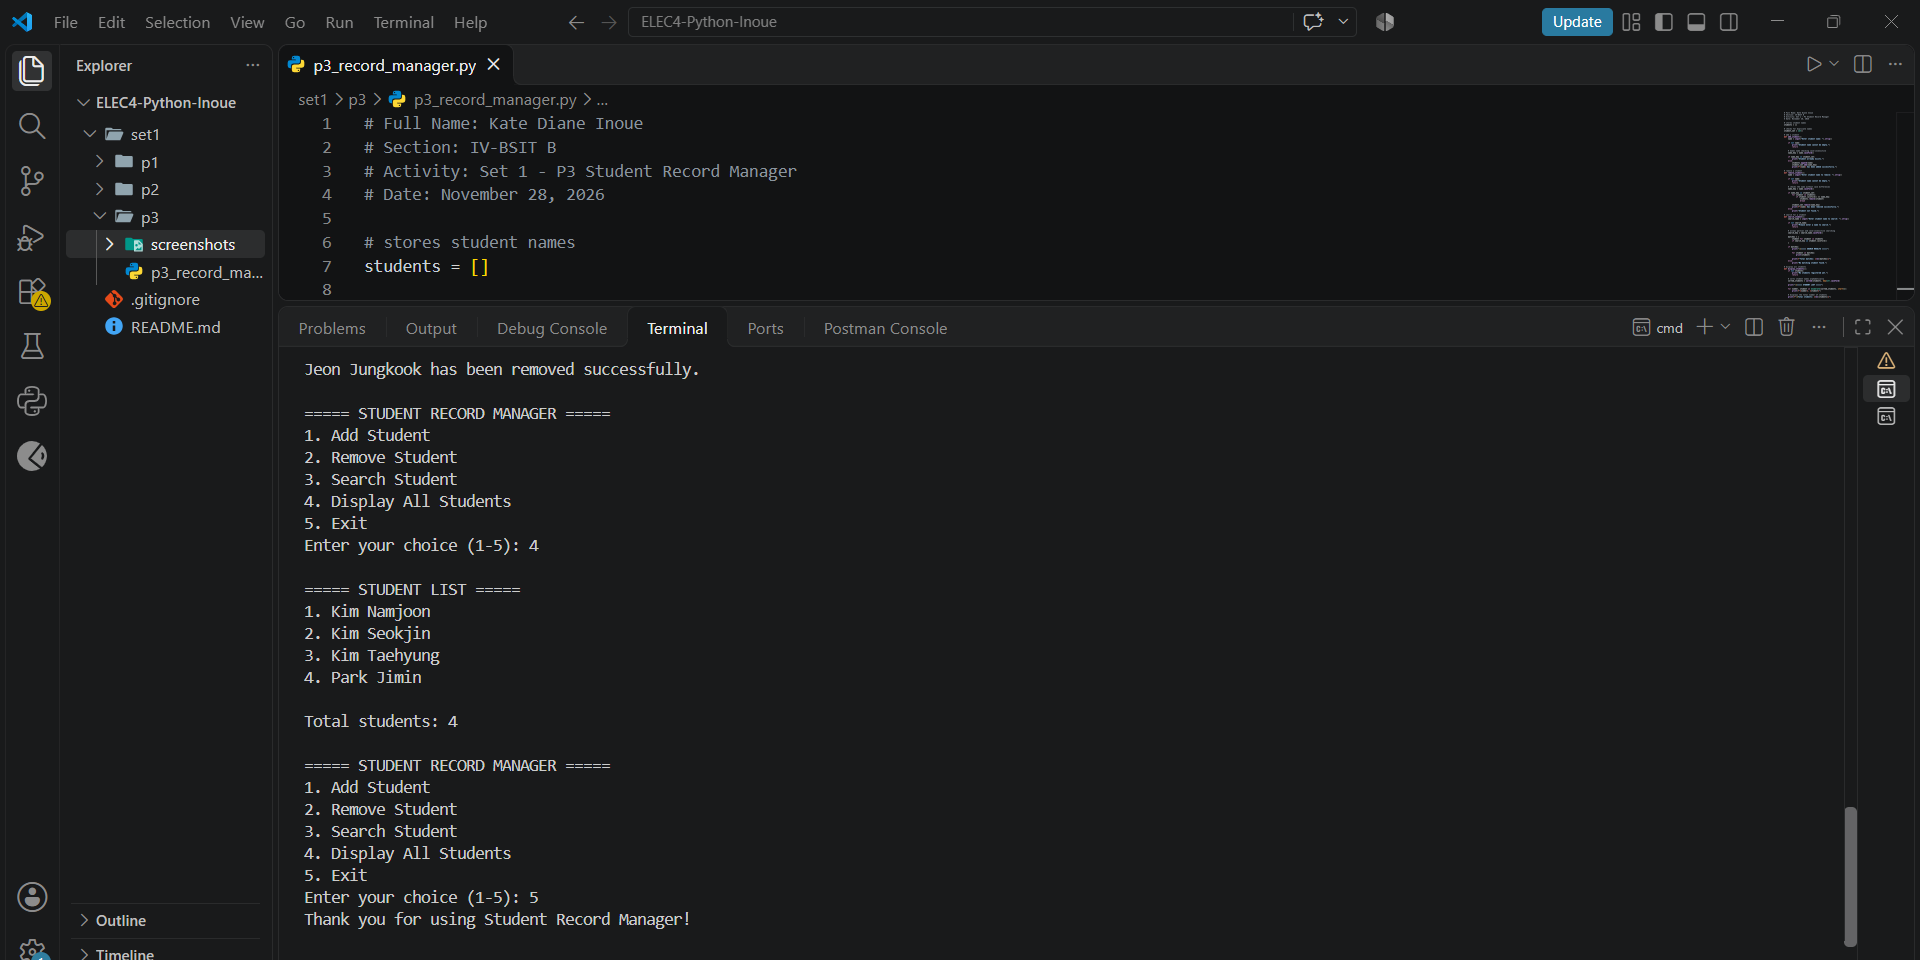 File Edit Selection View Go Run Terminal Help
ELEC4-Python-Inoue
Update
Explorer
ELEC4-Python-Inoue
set1
p1
p2
p3
screenshots
p3_record_ma...
.gitignore
README.md
Outline
Timeline
p3_record_manager.py
set1 > p3 > p3_record_manager.py > ...
1 # Full Name: Kate Diane Inoue
2 # Section: IV-BSIT B
3 # Activity: Set 1 - P3 Student Record Manager
4 # Date: November 28, 2026
5
6 # stores student names
7 students = []
8
Problems Output Debug Console Terminal Ports Postman Console
cmd
Jeon Jungkook has been removed successfully.
===== STUDENT RECORD MANAGER =====
1. Add Student
2. Remove Student
3. Search Student
4. Display All Students
5. Exit
Enter your choice (1-5): 4
===== STUDENT LIST =====
1. Kim Namjoon
2. Kim Seokjin
3. Kim Taehyung
4. Park Jimin
Total students: 4
===== STUDENT RECORD MANAGER =====
1. Add Student
2. Remove Student
3. Search Student
4. Display All Students
5. Exit
Enter your choice (1-5): 5
Thank you for using Student Record Manager!